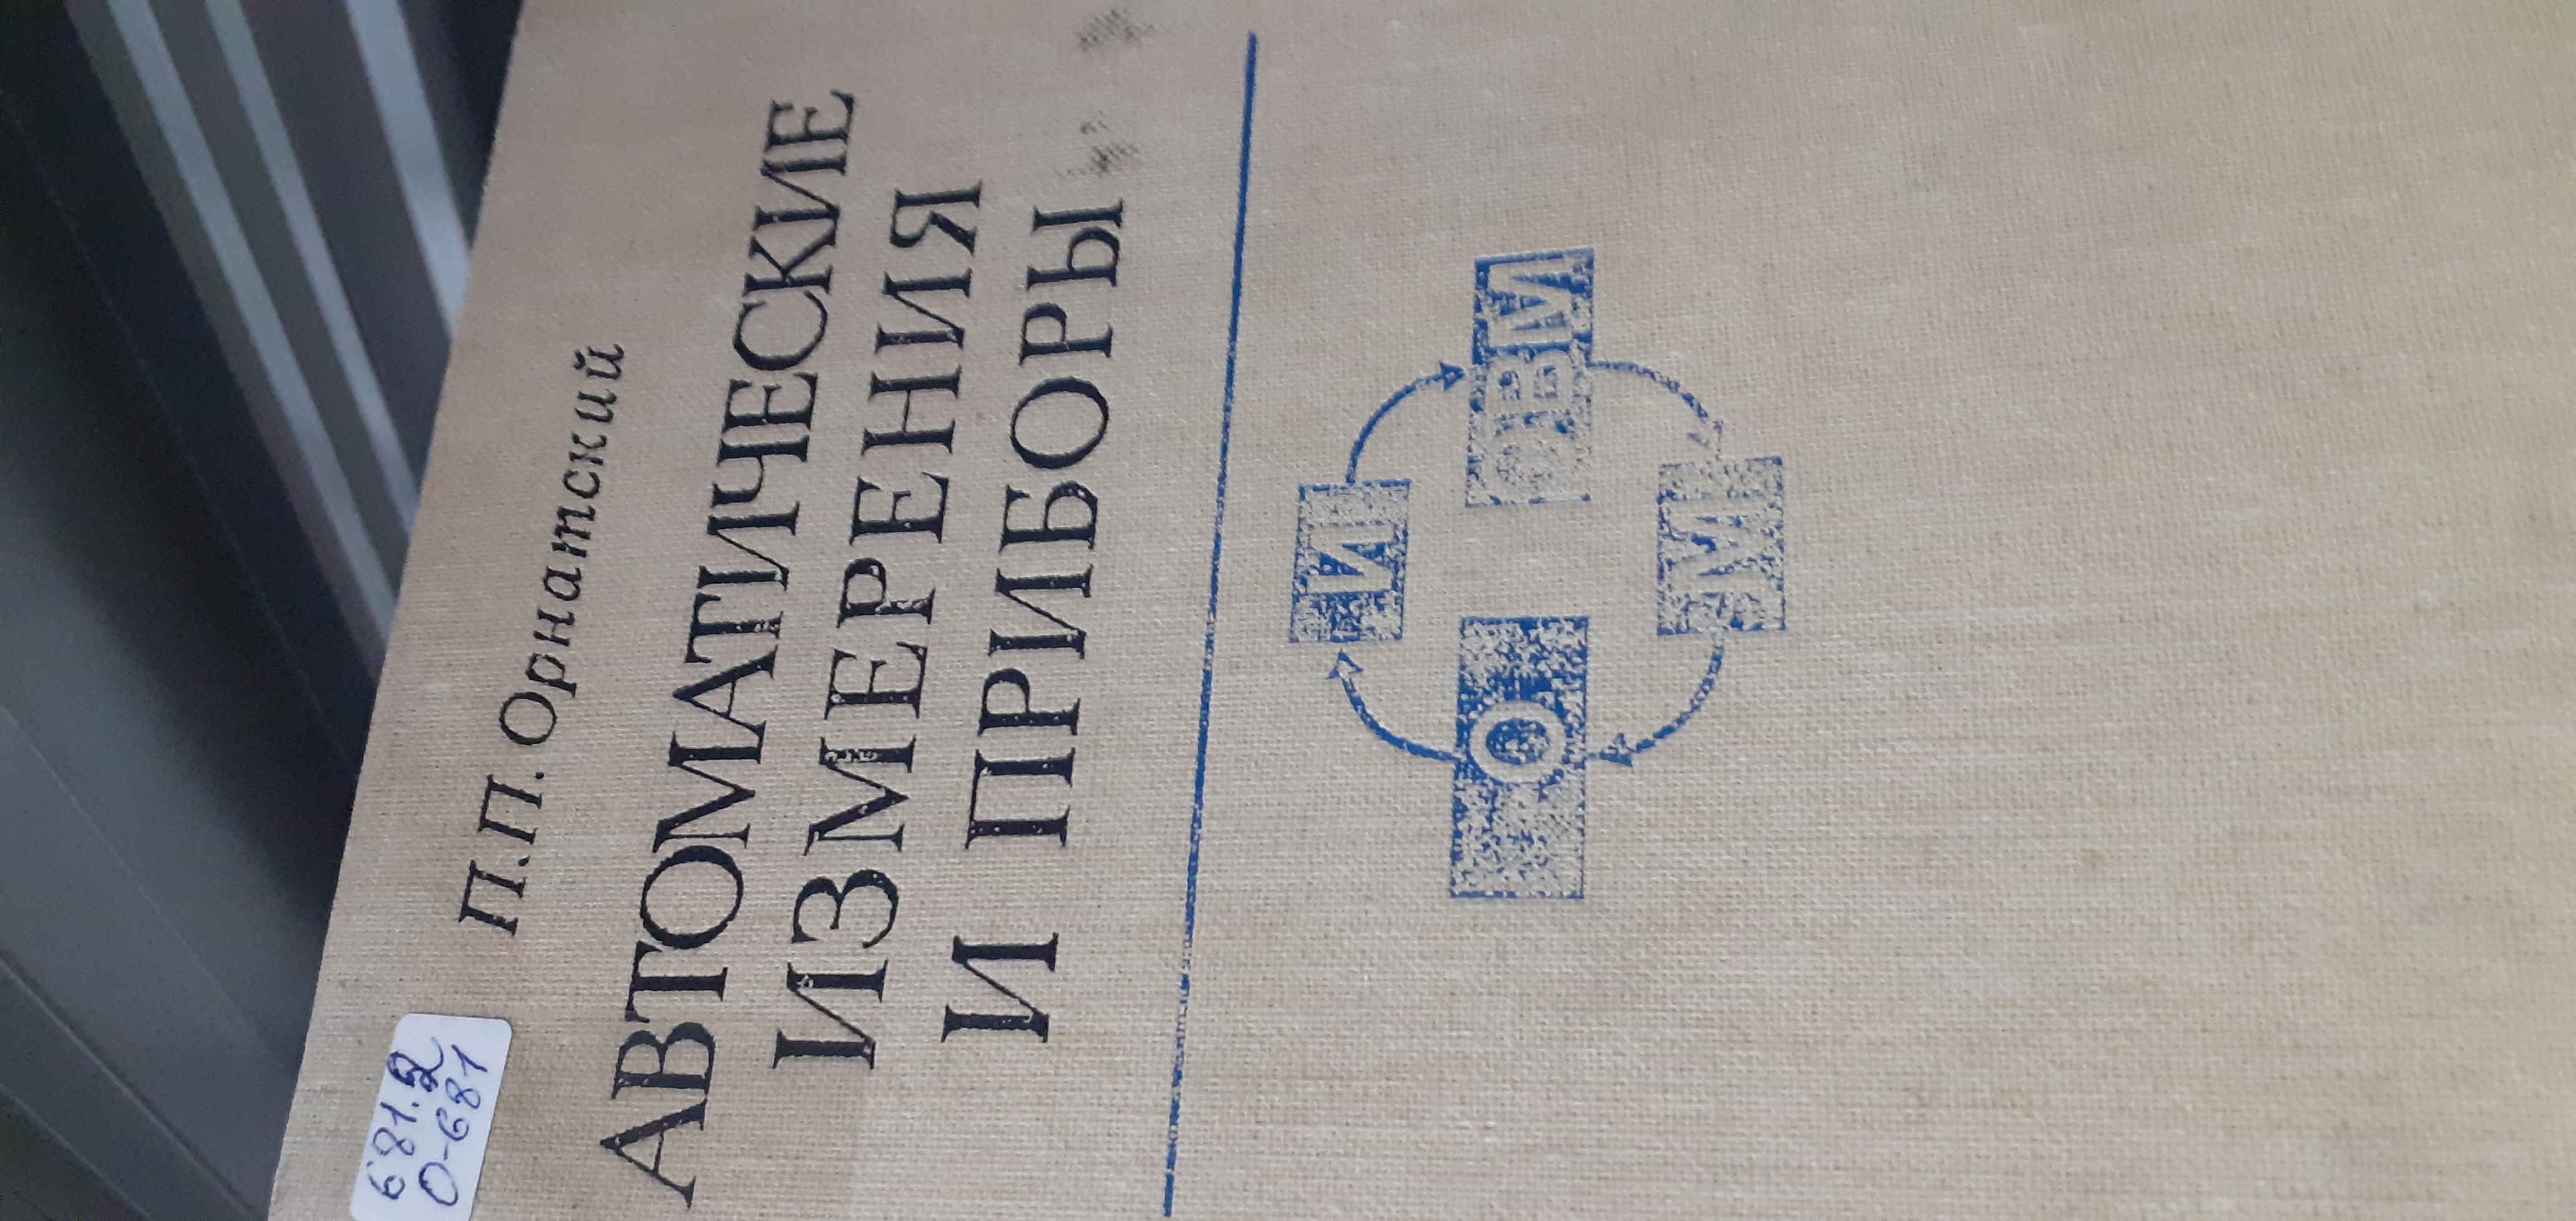 681.2
О-681
П.П. Орнатский
АВТОМАТИЧЕСКИЕ
ИЗМЕРЕНИЯ
И ПРИБОРЫ
И
О
ЭВМ
М